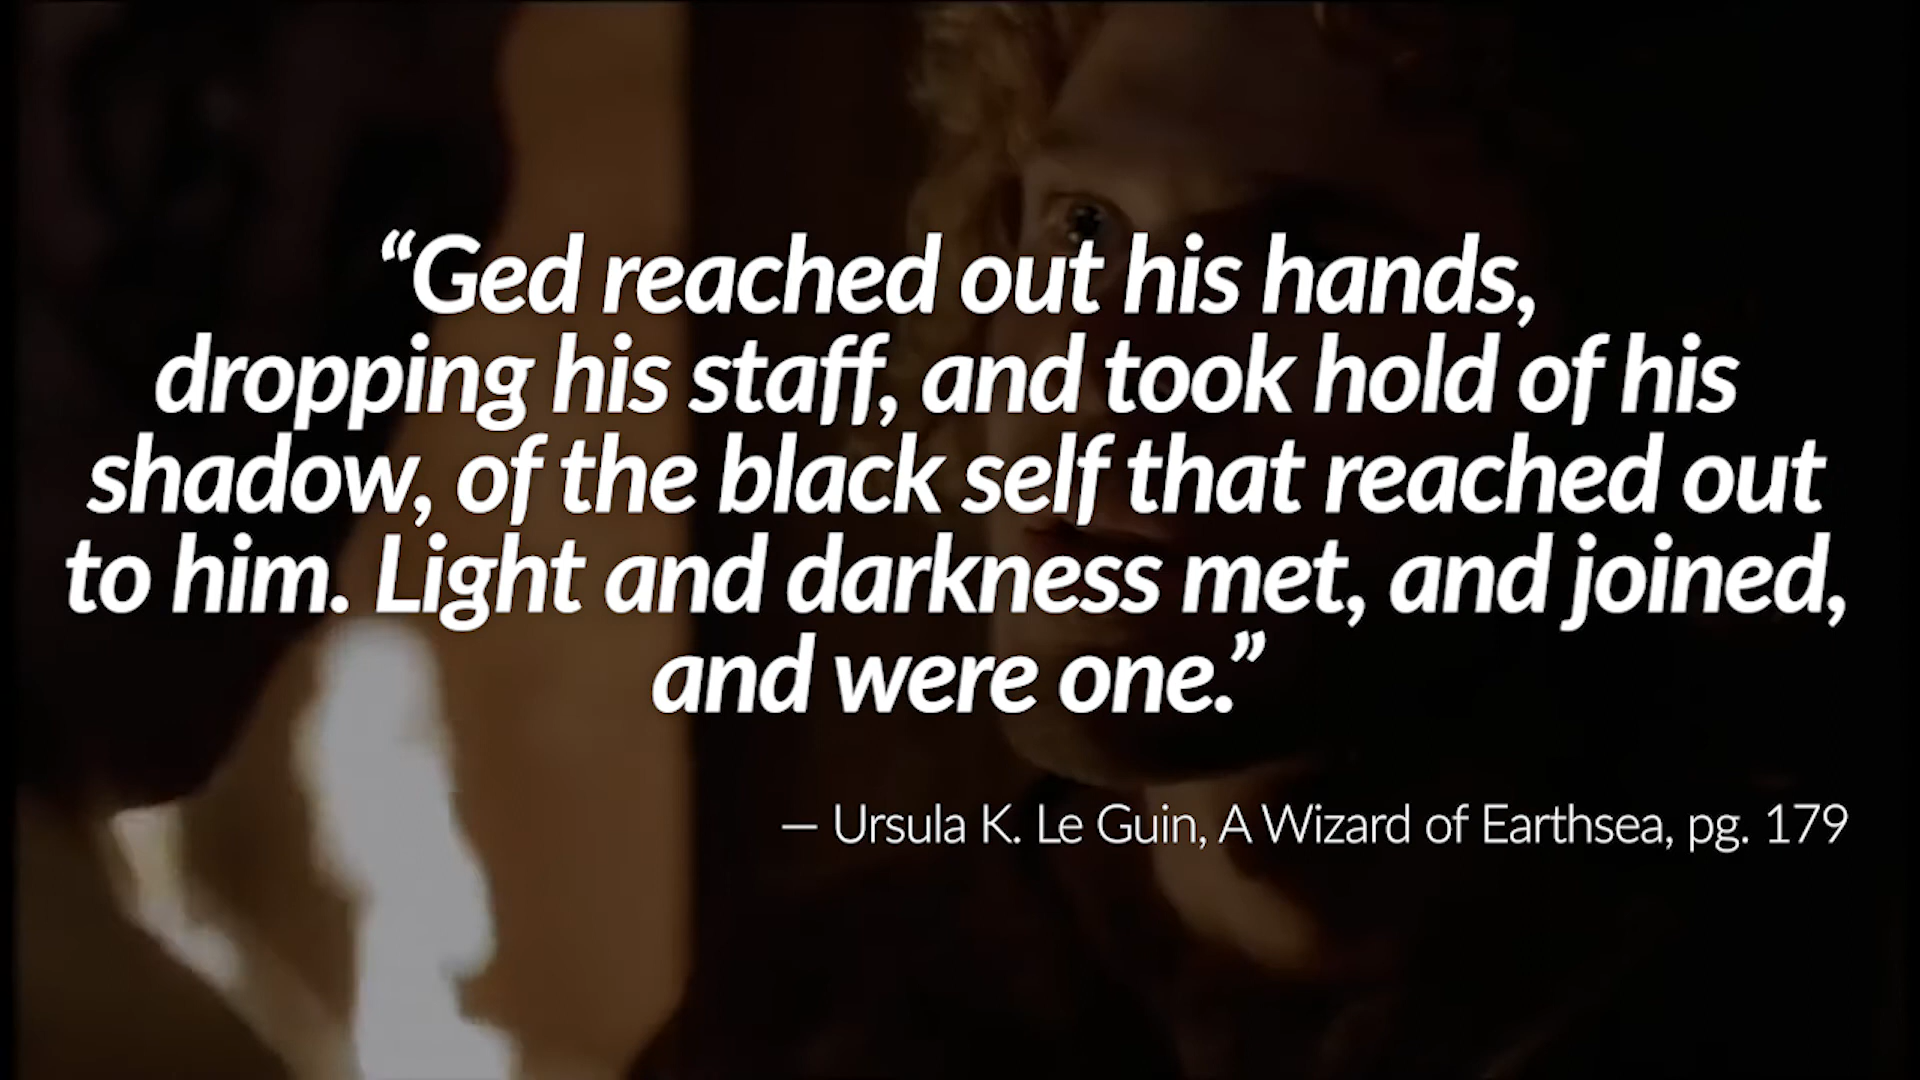 “Ged reached out his hands,
dropping his staff, and took hold of his
shadow, of the black self that reached out
to him. Light and darkness met, and joined,
and were one.”
— Ursula K. Le Guin, A Wizard of Earthsea, pg. 179